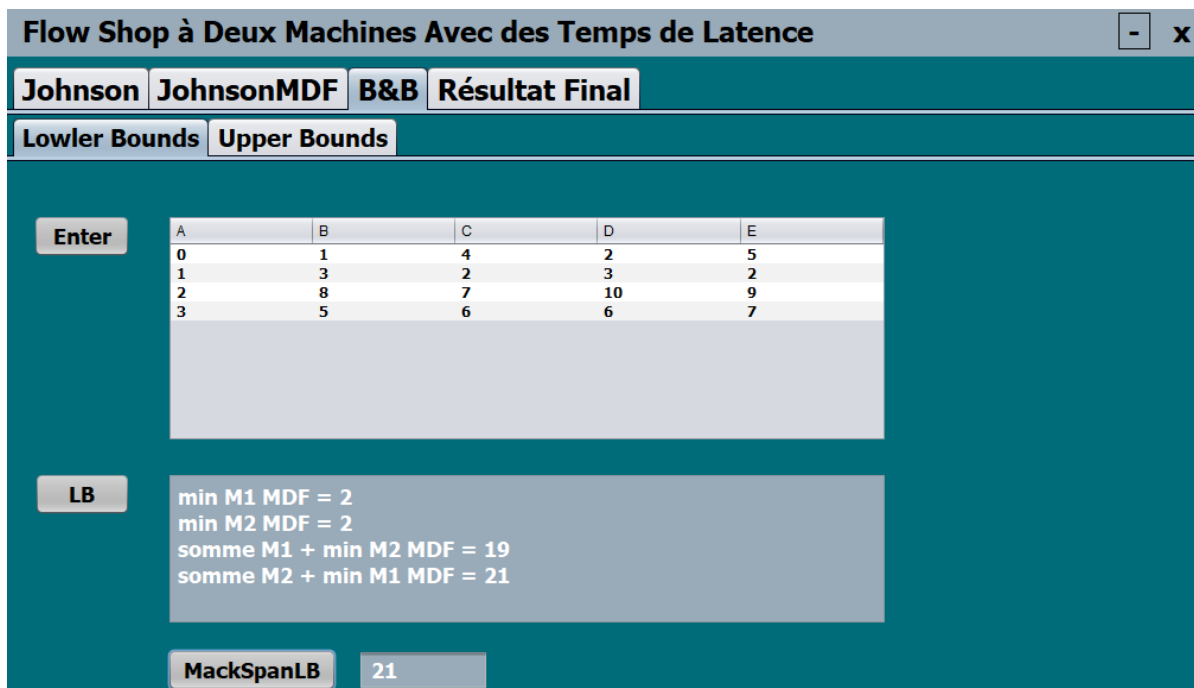 Flow Shop à Deux Machines Avec des Temps de Latence - x
Johnson JohnsonMDF B&B Résultat Final
Lowler Bounds Upper Bounds
Enter
A B C D E
0 1 4 2 5
1 3 2 3 2
2 8 7 10 9
3 5 6 6 7
LB
min M1 MDF = 2
min M2 MDF = 2
somme M1 + min M2 MDF = 19
somme M2 + min M1 MDF = 21
MackSpanLB 21